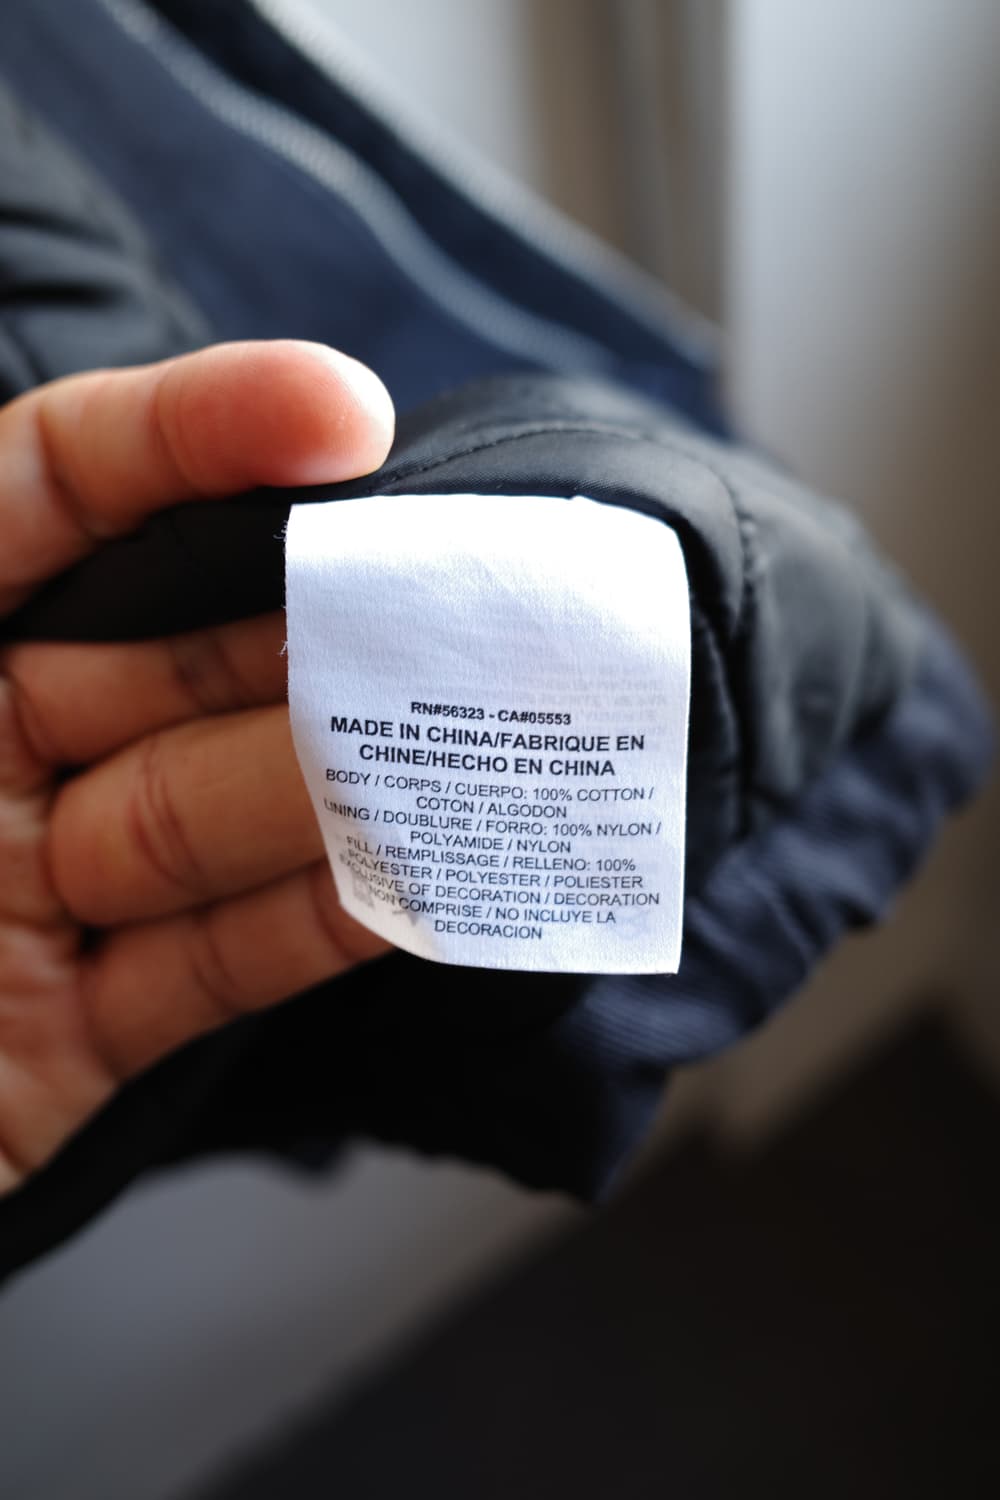 RN#56323 - CA#05553
MADE IN CHINA/FABRIQUE EN
CHINE/HECHO EN CHINA
BODY / CORPS / CUERPO: 100% COTTON /
COTON / ALGODON
LINING / DOUBLURE / FORRO: 100% NYLON /
POLYAMIDE / NYLON
FILL / REMPLISSAGE / RELLENO: 100%
POLYESTER / POLYESTER / POLIESTER
EXCLUSIVE OF DECORATION / DECORATION
NON COMPRISE / NO INCLUYE LA
DECORACION